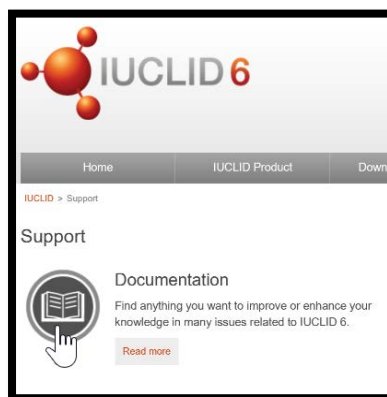 IUCLID 6
Home IUCLID Product Down
IUCLID > Support
Support
Documentation
Find anything you want to improve or enhance your
knowledge in many issues related to IUCLID 6.
Read more